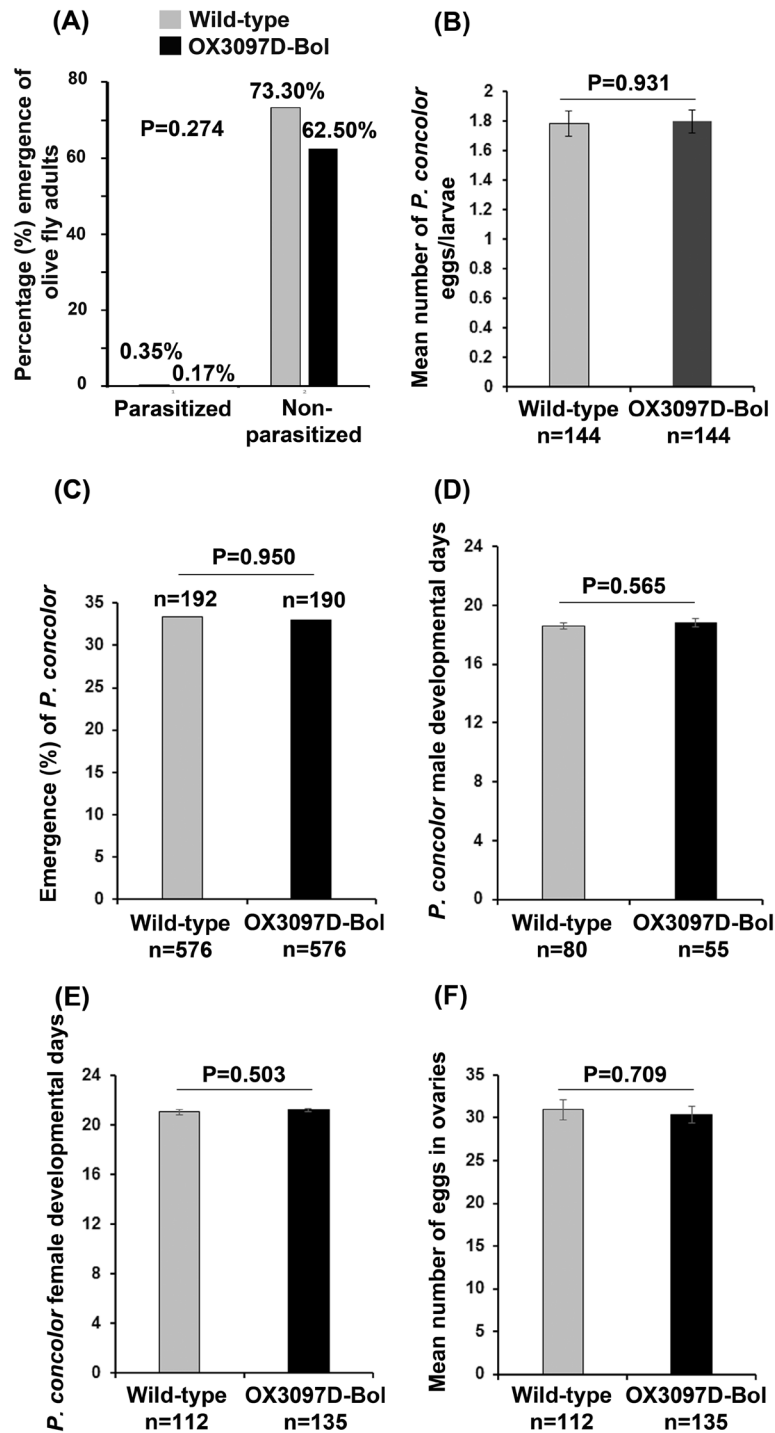 (A)
Wild-type
OX3097D-Bol
Percentage (%) emergence of
olive fly adults
80
60
40
20
0
P=0.274
73.30%
62.50%
0.35%
0.17%
1
2
Parasitized
Non-
parasitized
(B)
Mean number of P. concolor
eggs/larvae
2
1.8
1.6
1.4
1.2
1
0.8
0.6
0.4
0.2
0
P=0.931
Wild-type
OX3097D-Bol
n=144
n=144
(C)
Emergence (%) of P. concolor
35
30
25
20
15
10
5
0
P=0.950
n=192
n=190
Wild-type
OX3097D-Bol
n=576
n=576
(D)
P. concolor male developmental days
24
20
16
12
8
4
0
P=0.565
Wild-type
OX3097D-Bol
n=80
n=55
(E)
P. concolor female developmental days
24
20
16
12
8
4
0
P=0.503
Wild-type
OX3097D-Bol
n=112
n=135
(F)
Mean number of eggs in ovaries
35
30
25
20
15
10
5
0
P=0.709
Wild-type
OX3097D-Bol
n=112
n=135